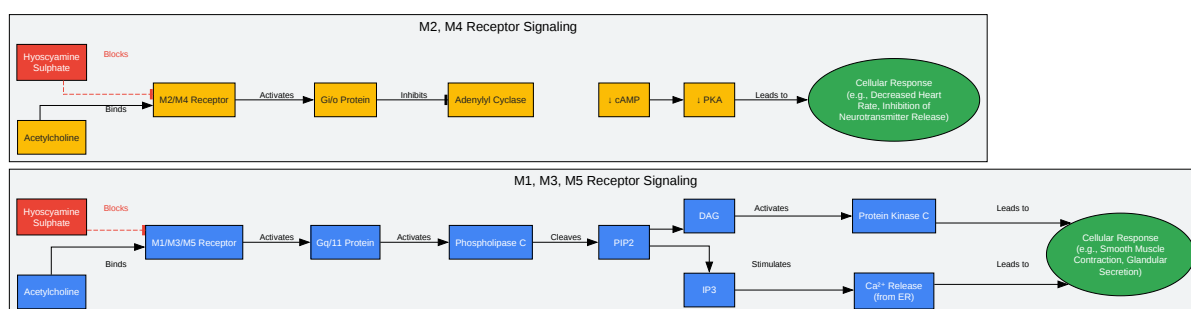 M2, M4 Receptor Signaling
Hyoscyamine
Sulphate
Blocks
Acetylcholine
Binds
M2/M4 Receptor
Activates
Gi/o Protein
Inhibits
Adenylyl Cyclase
↓ cAMP
↓ PKA
Leads to
Cellular Response
(e.g., Decreased Heart
Rate, Inhibition of
Neurotransmitter Release)
M1, M3, M5 Receptor Signaling
Hyoscyamine
Sulphate
Blocks
Acetylcholine
Binds
M1/M3/M5 Receptor
Activates
Gq/11 Protein
Activates
Phospholipase C
Cleaves
PIP2
DAG
Activates
Protein Kinase C
Leads to
IP3
Stimulates
Ca²⁺ Release
(from ER)
Leads to
Cellular Response
(e.g., Smooth Muscle
Contraction, Glandular
Secretion)